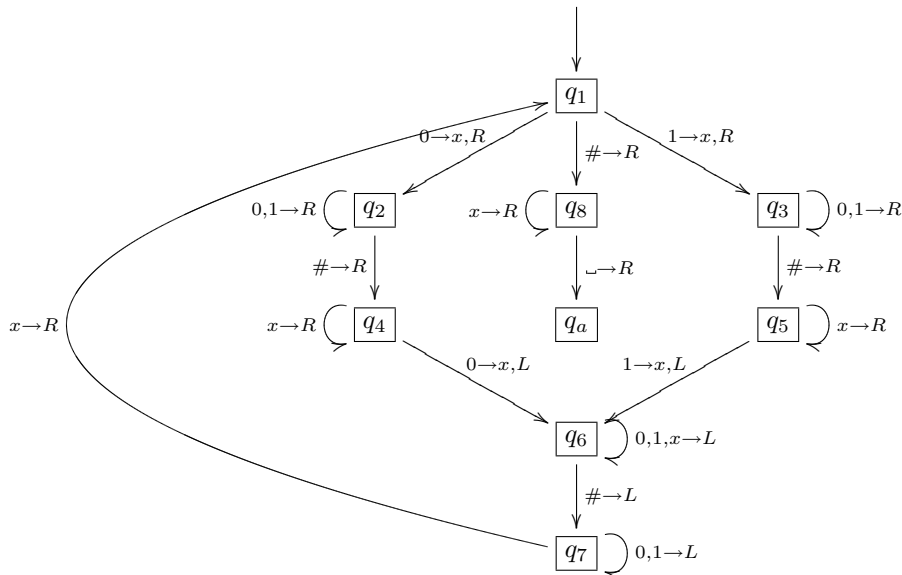 q1
0→x,R
#→R
1→x,R
0,1→R
q2
x→R
q8
q3
0,1→R
#→R
␣→R
#→R
x→R
x→R
q4
qa
q5
x→R
0→x,L
1→x,L
q6
0,1,x→L
#→L
q7
0,1→L